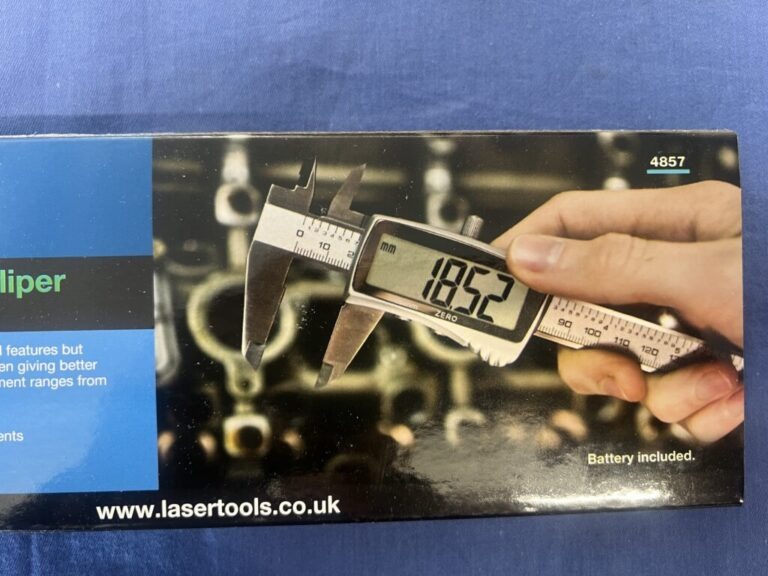 4857
liper
l features but
en giving better
ment ranges from
ents
mm
18.52
ZERO
0 10 2
90 100 110 120
Battery included.
www.lasertools.co.uk